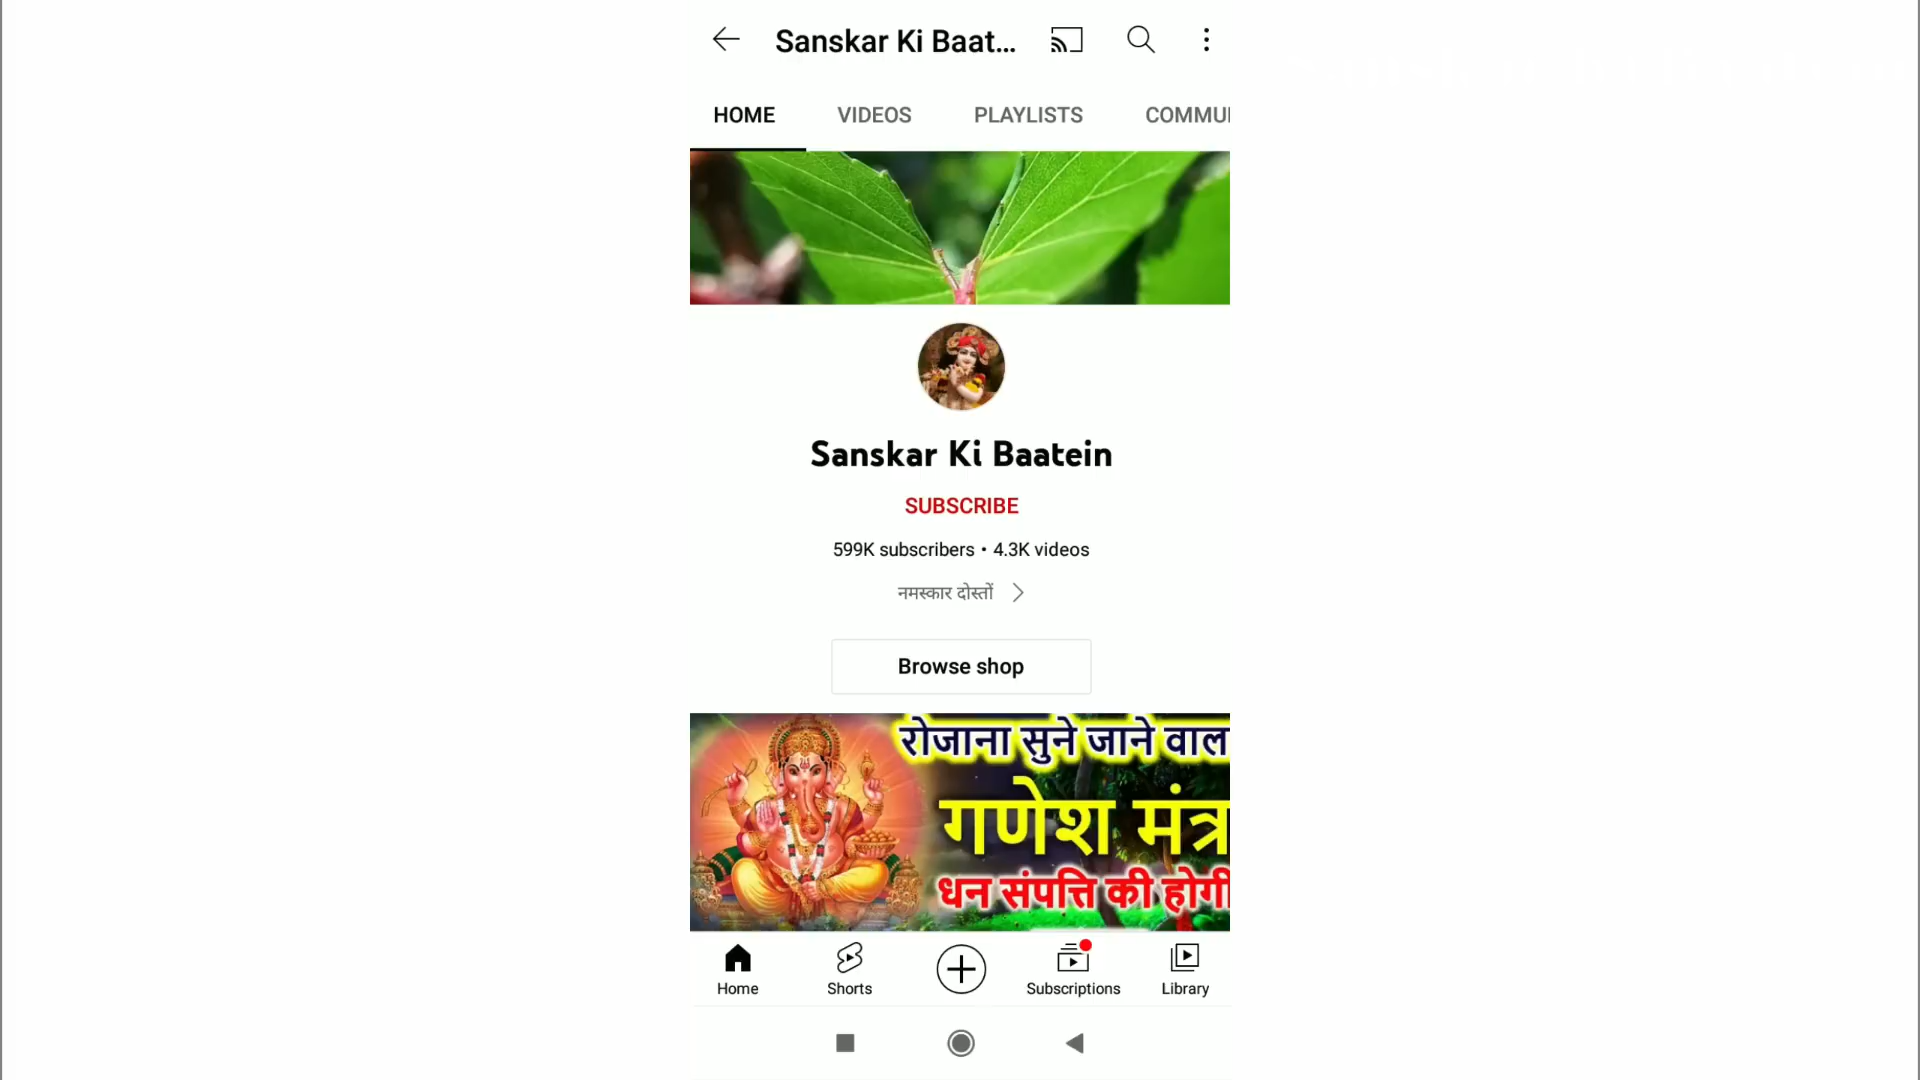 Sanskar Ki Baat...
HOME VIDEOS PLAYLISTS COMMU
Sanskar Ki Baatein
SUBSCRIBE
599K subscribers • 4.3K videos
नमस्कार दोस्तों
Browse shop
रोजाना सुने जाने वाल
गणेश मंत्र
धन संपत्ति की होगी
Home Shorts Subscriptions Library